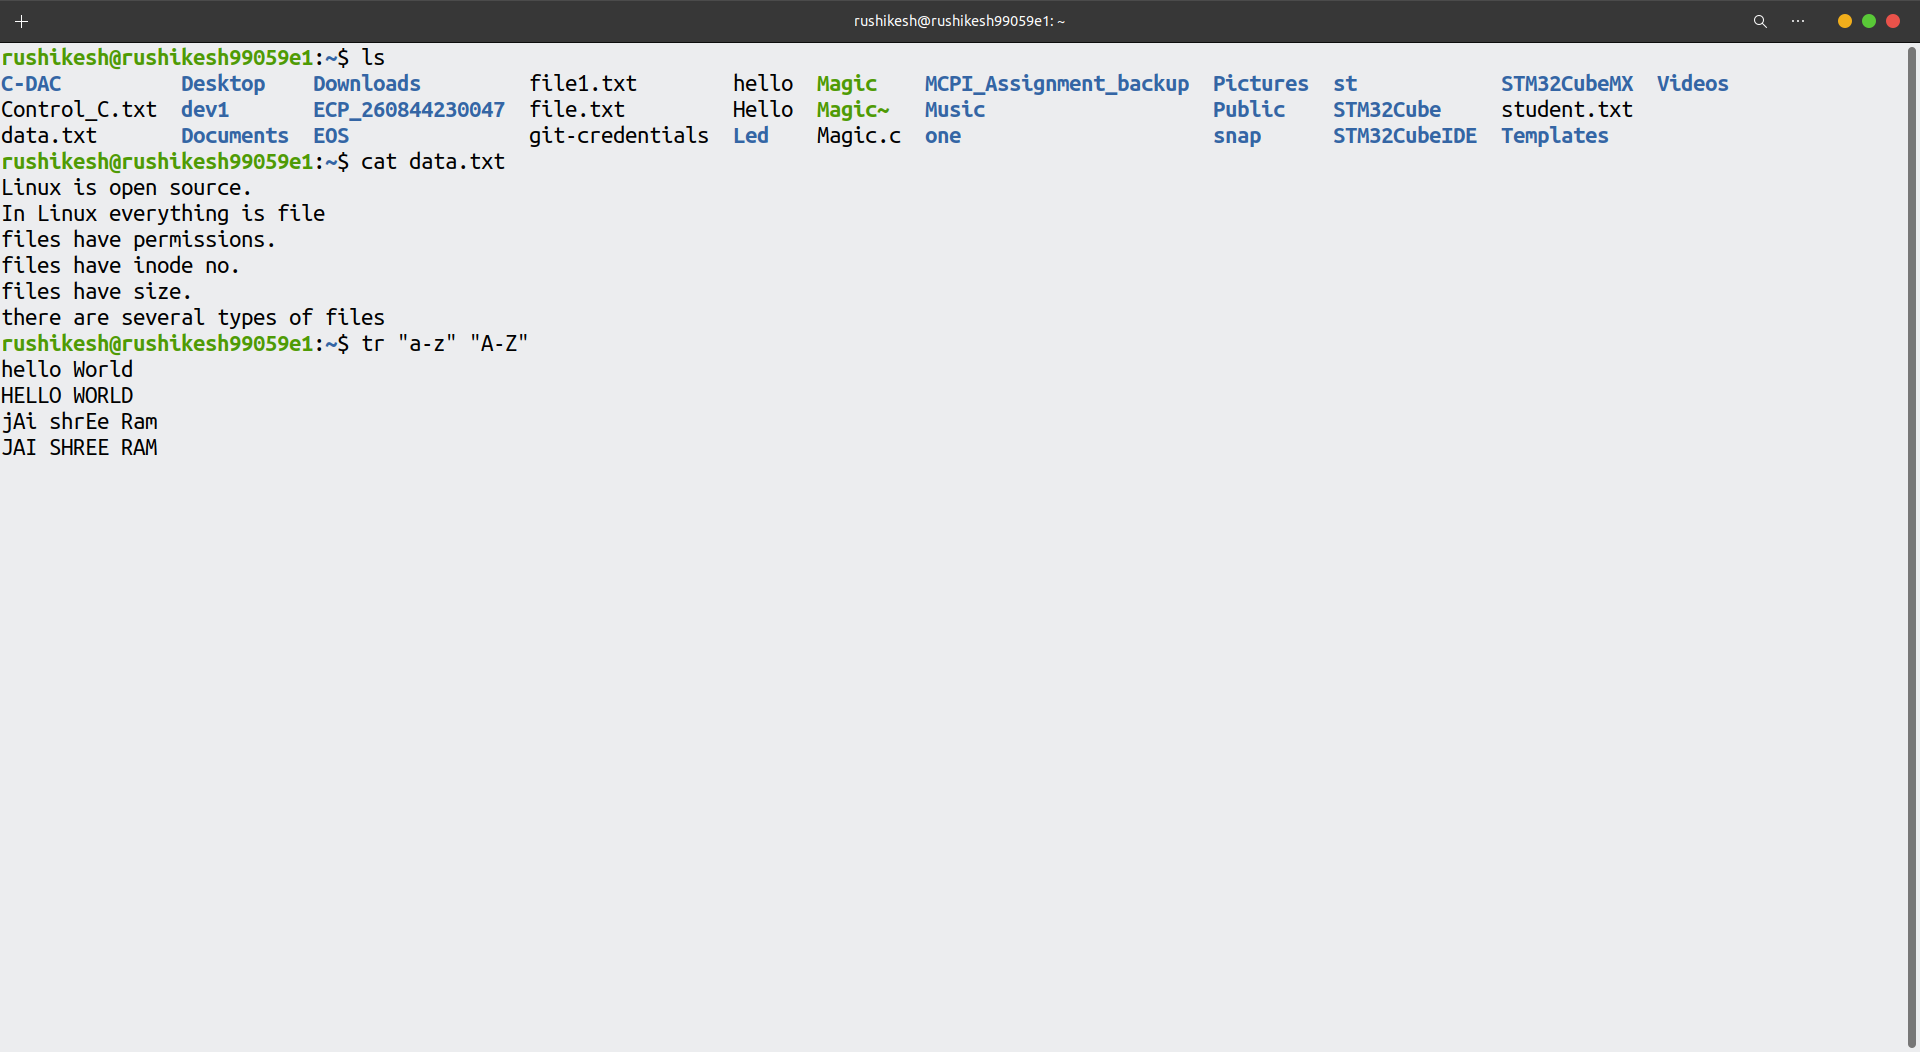 rushikesh@rushikesh99059e1: ~
rushikesh@rushikesh99059e1:~$ ls
C-DAC Desktop Downloads file1.txt hello Magic MCPI_Assignment_backup Pictures st STM32CubeMX Videos
Control_C.txt dev1 ECP_260844230047 file.txt Hello Magic~ Music Public STM32Cube student.txt
data.txt Documents EOS git-credentials Led Magic.c one snap STM32CubeIDE Templates
rushikesh@rushikesh99059e1:~$ cat data.txt
Linux is open source.
In Linux everything is file
files have permissions.
files have inode no.
files have size.
there are several types of files
rushikesh@rushikesh99059e1:~$ tr "a-z" "A-Z"
hello World
HELLO WORLD
jAi shrEe Ram
JAI SHREE RAM